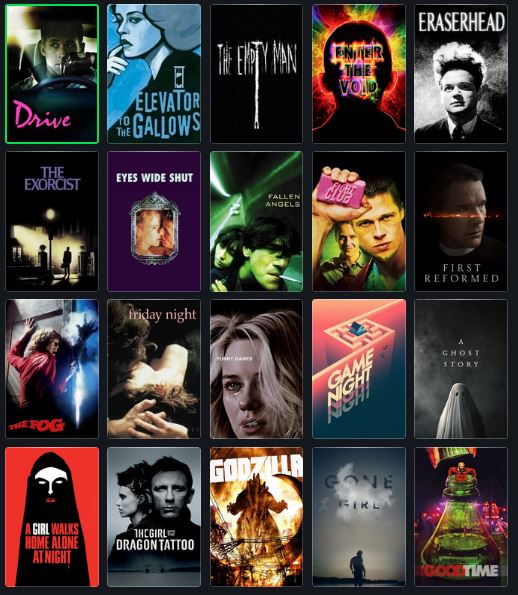 Drive
ELEVATOR
TO THE
GALLOWS
THE EMPTY MAN
ENTER
THE
VOID
ERASERHEAD
THE
EXORCIST
EYES WIDE SHUT
FALLEN
ANGELS
FIGHT
CLUB
FIRST
REFORMED
THE FOG
friday night
FUNNY GAMES
GAME
NIGHT
A
GHOST
STORY
A GIRL WALKS
HOME ALONE
AT NIGHT
THE GIRL WITH THE
DRAGON TATTOO
GODZILLA
GONE
GIRL
GOOD TIME